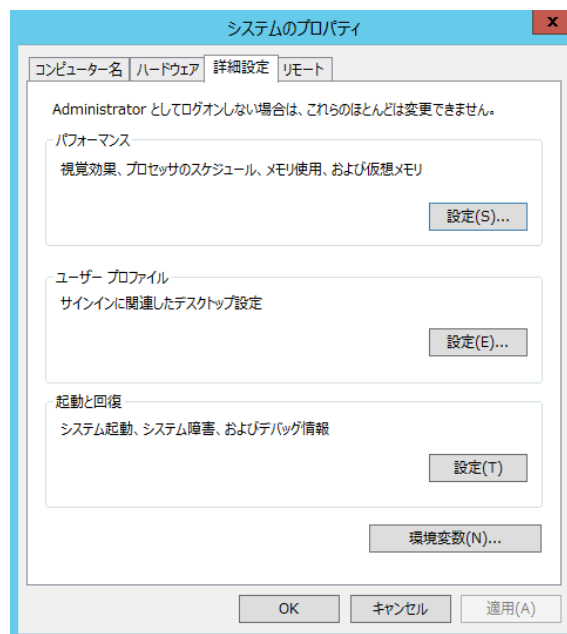 システムのプロパティ
x
コンピューター名 ハードウェア 詳細設定 リモート
Administrator としてログオンしない場合は、これらのほとんどは変更できません。
パフォーマンス
視覚効果、プロセッサのスケジュール、メモリ使用、および仮想メモリ
設定(S)...
ユーザー プロファイル
サインインに関連したデスクトップ設定
設定(E)...
起動と回復
システム起動、システム障害、およびデバッグ情報
設定(T)
環境変数(N)...
OK キャンセル 適用(A)